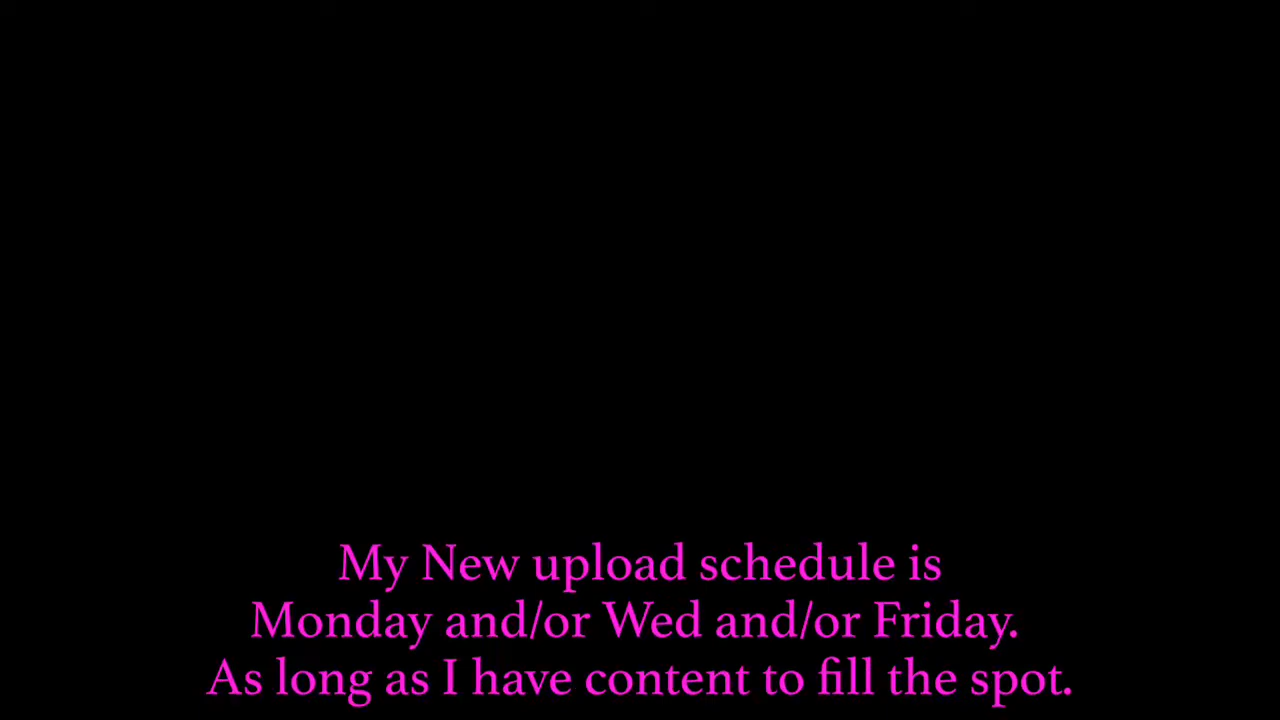 My New upload schedule is
Monday and/or Wed and/or Friday.
As long as I have content to fill the spot.